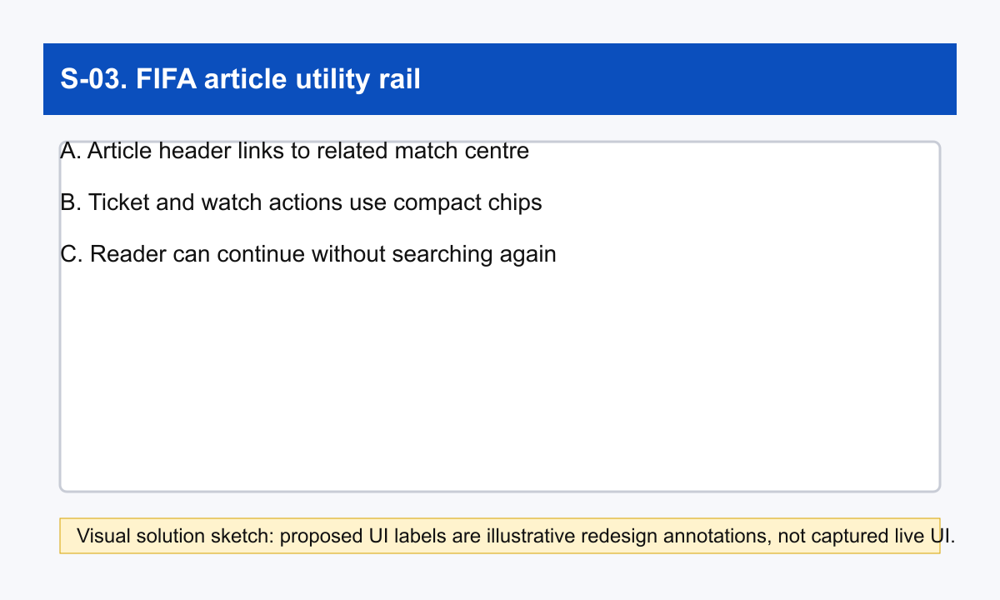 S-03. FIFA article utility rail
A. Article header links to related match centre
B. Ticket and watch actions use compact chips
C. Reader can continue without searching again
Visual solution sketch: proposed UI labels are illustrative redesign annotations, not captured live UI.